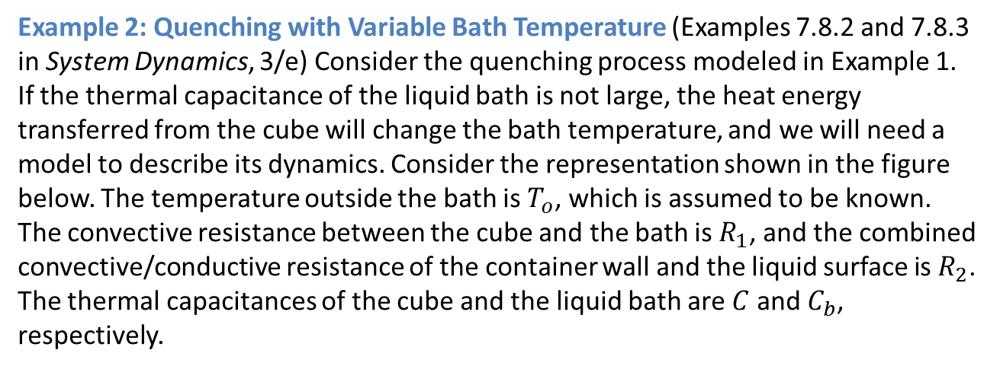 Example 2: Quenching with Variable Bath Temperature (Examples 7.8.2 and 7.8.3
in System Dynamics, 3/e) Consider the quenching process modeled in Example 1.
If the thermal capacitance of the liquid bath is not large, the heat energy
transferred from the cube will change the bath temperature, and we will need a
model to describe its dynamics. Consider the representation shown in the figure
below. The temperature outside the bath is Tₒ, which is assumed to be known.
The convective resistance between the cube and the bath is R₁, and the combined
convective/conductive resistance of the container wall and the liquid surface is R₂.
The thermal capacitances of the cube and the liquid bath are C and C_b,
respectively.